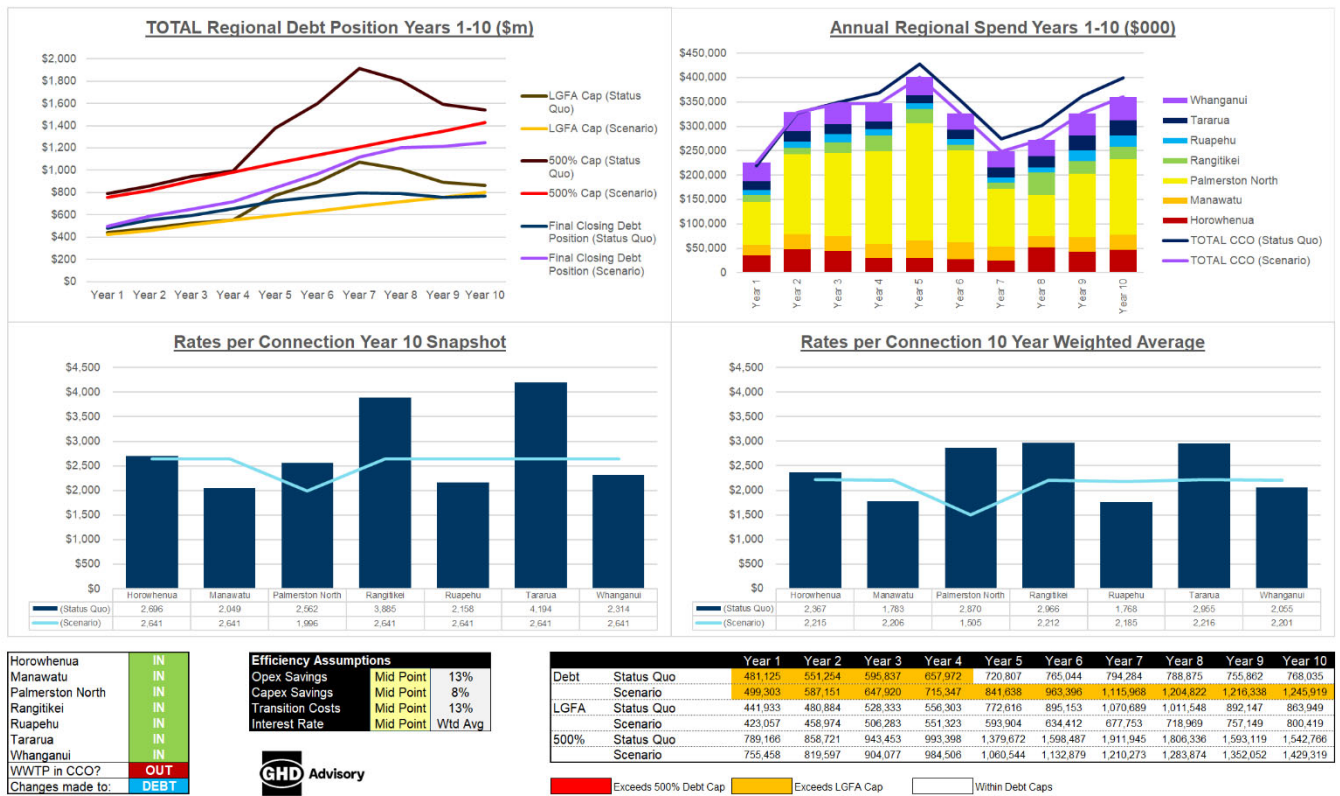 TOTAL Regional Debt Position Years 1-10 ($m)
$2,000
$1,800
$1,600
$1,400
$1,200
$1,000
$800
$600
$400
$200
$0
Year 1 Year 2 Year 3 Year 4 Year 5 Year 6 Year 7 Year 8 Year 9 Year 10
LGFA Cap (Status
Quo)
LGFA Cap (Scenario)
500% Cap (Status
Quo)
500% Cap (Scenario)
Final Closing Debt
Position (Status Quo)
Final Closing Debt
Position (Scenario)
Annual Regional Spend Years 1-10 ($000)
$450,000
$400,000
$350,000
$300,000
$250,000
$200,000
$150,000
$100,000
$50,000
0
Year 1 Year 2 Year 3 Year 4 Year 5 Year 6 Year 7 Year 8 Year 9 Year 10
Whanganui
Tararua
Ruapehu
Rangitikei
Palmerston North
Manawatu
Horowhenua
TOTAL CCO (Status Quo)
TOTAL CCO (Scenario)
Rates per Connection Year 10 Snapshot
$4,500
$4,000
$3,500
$3,000
$2,500
$2,000
$1,500
$1,000
$500
$0
Horowhenua Manawatu Palmerston North Rangitikei Ruapehu Tararua Whanganui
(Status Quo) 2,696 2,049 2,562 3,885 2,158 4,194 2,314
(Scenario) 2,641 2,641 1,996 2,641 2,641 2,641 2,641
Rates per Connection 10 Year Weighted Average
$4,500
$4,000
$3,500
$3,000
$2,500
$2,000
$1,500
$1,000
$500
$0
Horowhenua Manawatu Palmerston North Rangitikei Ruapehu Tararua Whanganui
(Status Quo) 2,367 1,783 2,870 2,966 1,768 2,955 2,055
(Scenario) 2,215 2,206 1,505 2,212 2,185 2,216 2,201
Horowhenua IN
Manawatu IN
Palmerston North IN
Rangitikei IN
Ruapehu IN
Tararua IN
Whanganui IN
WWTP in CCO? OUT
Changes made to: DEBT
Efficiency Assumptions
Opex Savings Mid Point 13%
Capex Savings Mid Point 8%
Transition Costs Mid Point 13%
Interest Rate Mid Point Wtd Avg
GHD Advisory
Year 1 Year 2 Year 3 Year 4 Year 5 Year 6 Year 7 Year 8 Year 9 Year 10
Debt Status Quo 481,125 551,254 595,837 657,972 720,807 765,044 794,284 788,875 755,862 768,035
Scenario 499,303 587,151 647,920 715,347 841,638 963,396 1,115,968 1,204,822 1,216,338 1,245,919
LGFA Status Quo 441,933 480,884 528,333 556,303 772,616 895,153 1,070,689 1,011,548 892,147 863,949
Scenario 423,057 458,974 506,283 551,323 593,904 634,412 677,753 718,969 757,149 800,419
500% Status Quo 789,166 858,721 943,453 993,398 1,379,672 1,598,487 1,911,945 1,806,336 1,593,119 1,542,766
Scenario 755,458 819,597 904,077 984,506 1,060,544 1,132,879 1,210,273 1,283,874 1,352,052 1,429,319
Exceeds 500% Debt Cap Exceeds LGFA Cap Within Debt Caps